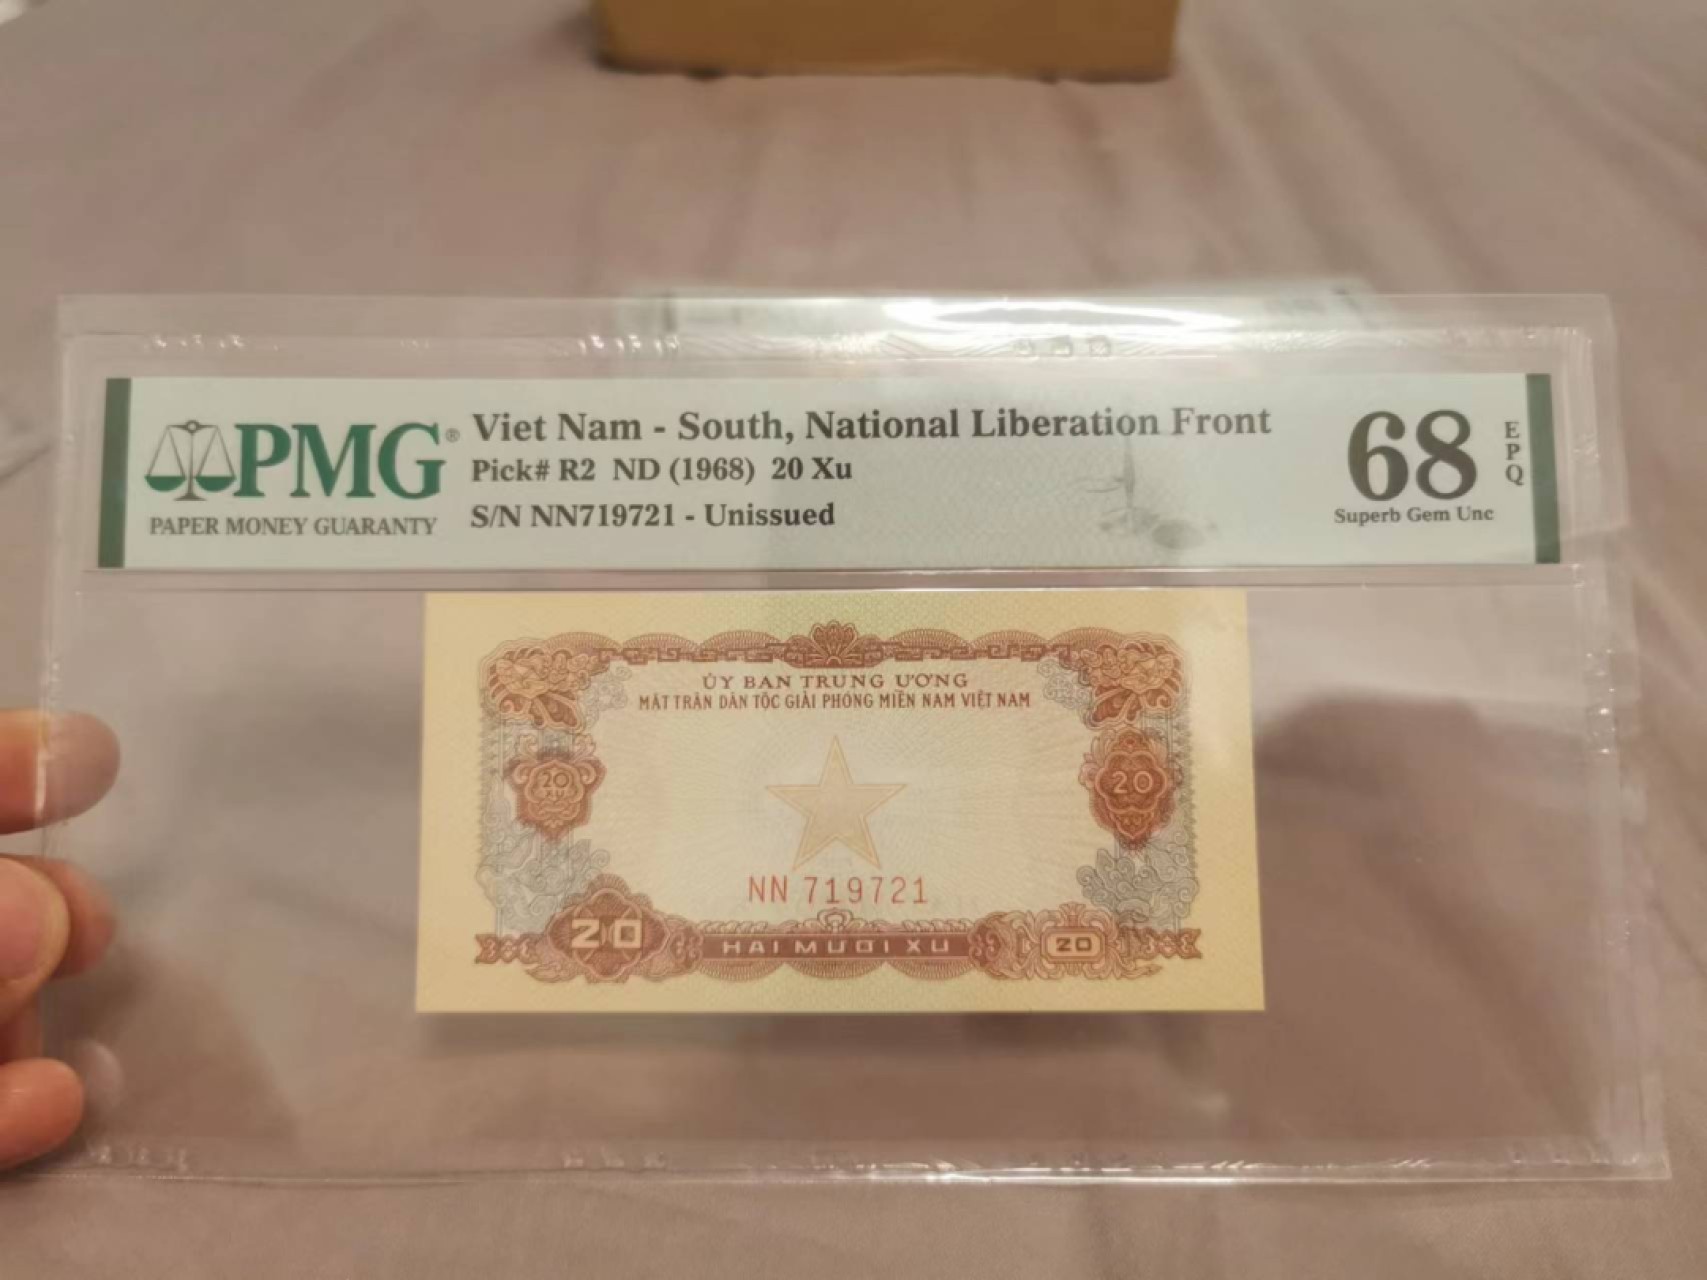 PMG®
PAPER MONEY GUARANTY
Viet Nam - South, National Liberation Front
Pick# R2 ND (1968) 20 Xu
S/N NN719721 - Unissued
68
Superb Gem Unc
EPQ
ỦY BAN TRUNG ƯƠNG
MẶT TRẬN DÂN TỘC GIẢI PHÓNG MIỀN NAM VIỆT NAM
20
XU
20
NN 719721
20
HAI MƯƠI XU
20